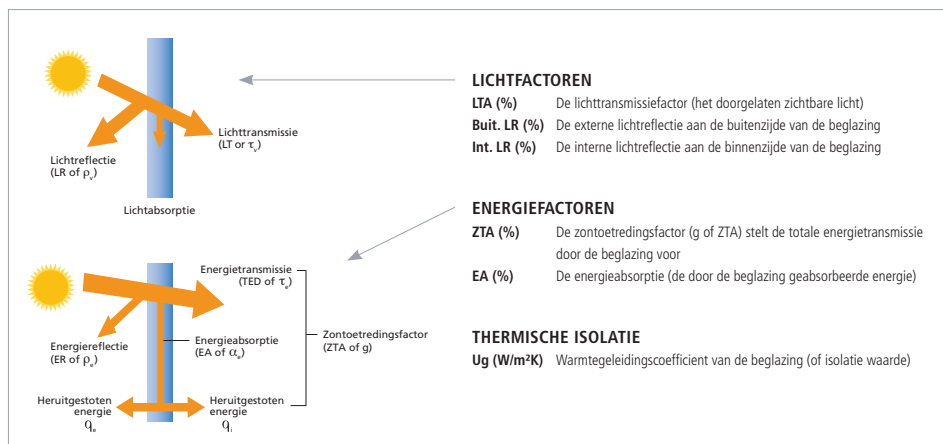 Lichttransmissie
(LT or τv)
Lichtreflectie
(LR of ρv)
Lichtabsorptie
Energietransmissie
(TED of τe)
Energiereflectie
(ER of ρe)
Energieabsorptie
(EA of αe)
Zontoetredingsfactor
(ZTA of g)
Heruitgestoten
energie
qe
Heruitgestoten
energie
qi
LICHTFACTOREN
LTA (%) De lichttransmissiefactor (het doorgelaten zichtbare licht)
Buit. LR (%) De externe lichtreflectie aan de buitenzijde van de beglazing
Int. LR (%) De interne lichtreflectie aan de binnenzijde van de beglazing
ENERGIEFACTOREN
ZTA (%) De zontoetredingsfactor (g of ZTA) stelt de totale energietransmissie
door de beglazing voor
EA (%) De energieabsorptie (de door de beglazing geabsorbeerde energie)
THERMISCHE ISOLATIE
Ug (W/m²K) Warmtegeleidingscoefficient van de beglazing (of isolatie waarde)